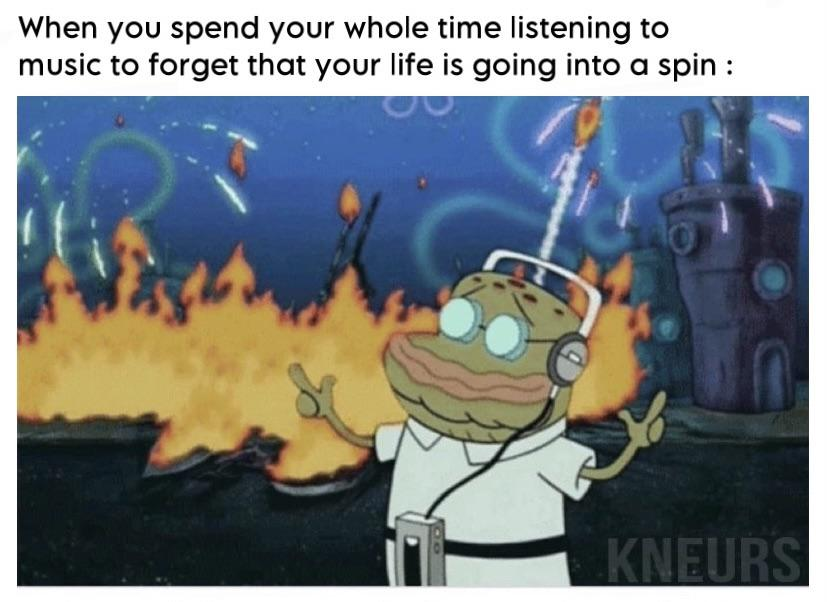 When you spend your whole time listening to
music to forget that your life is going into a spin :
KNEURS